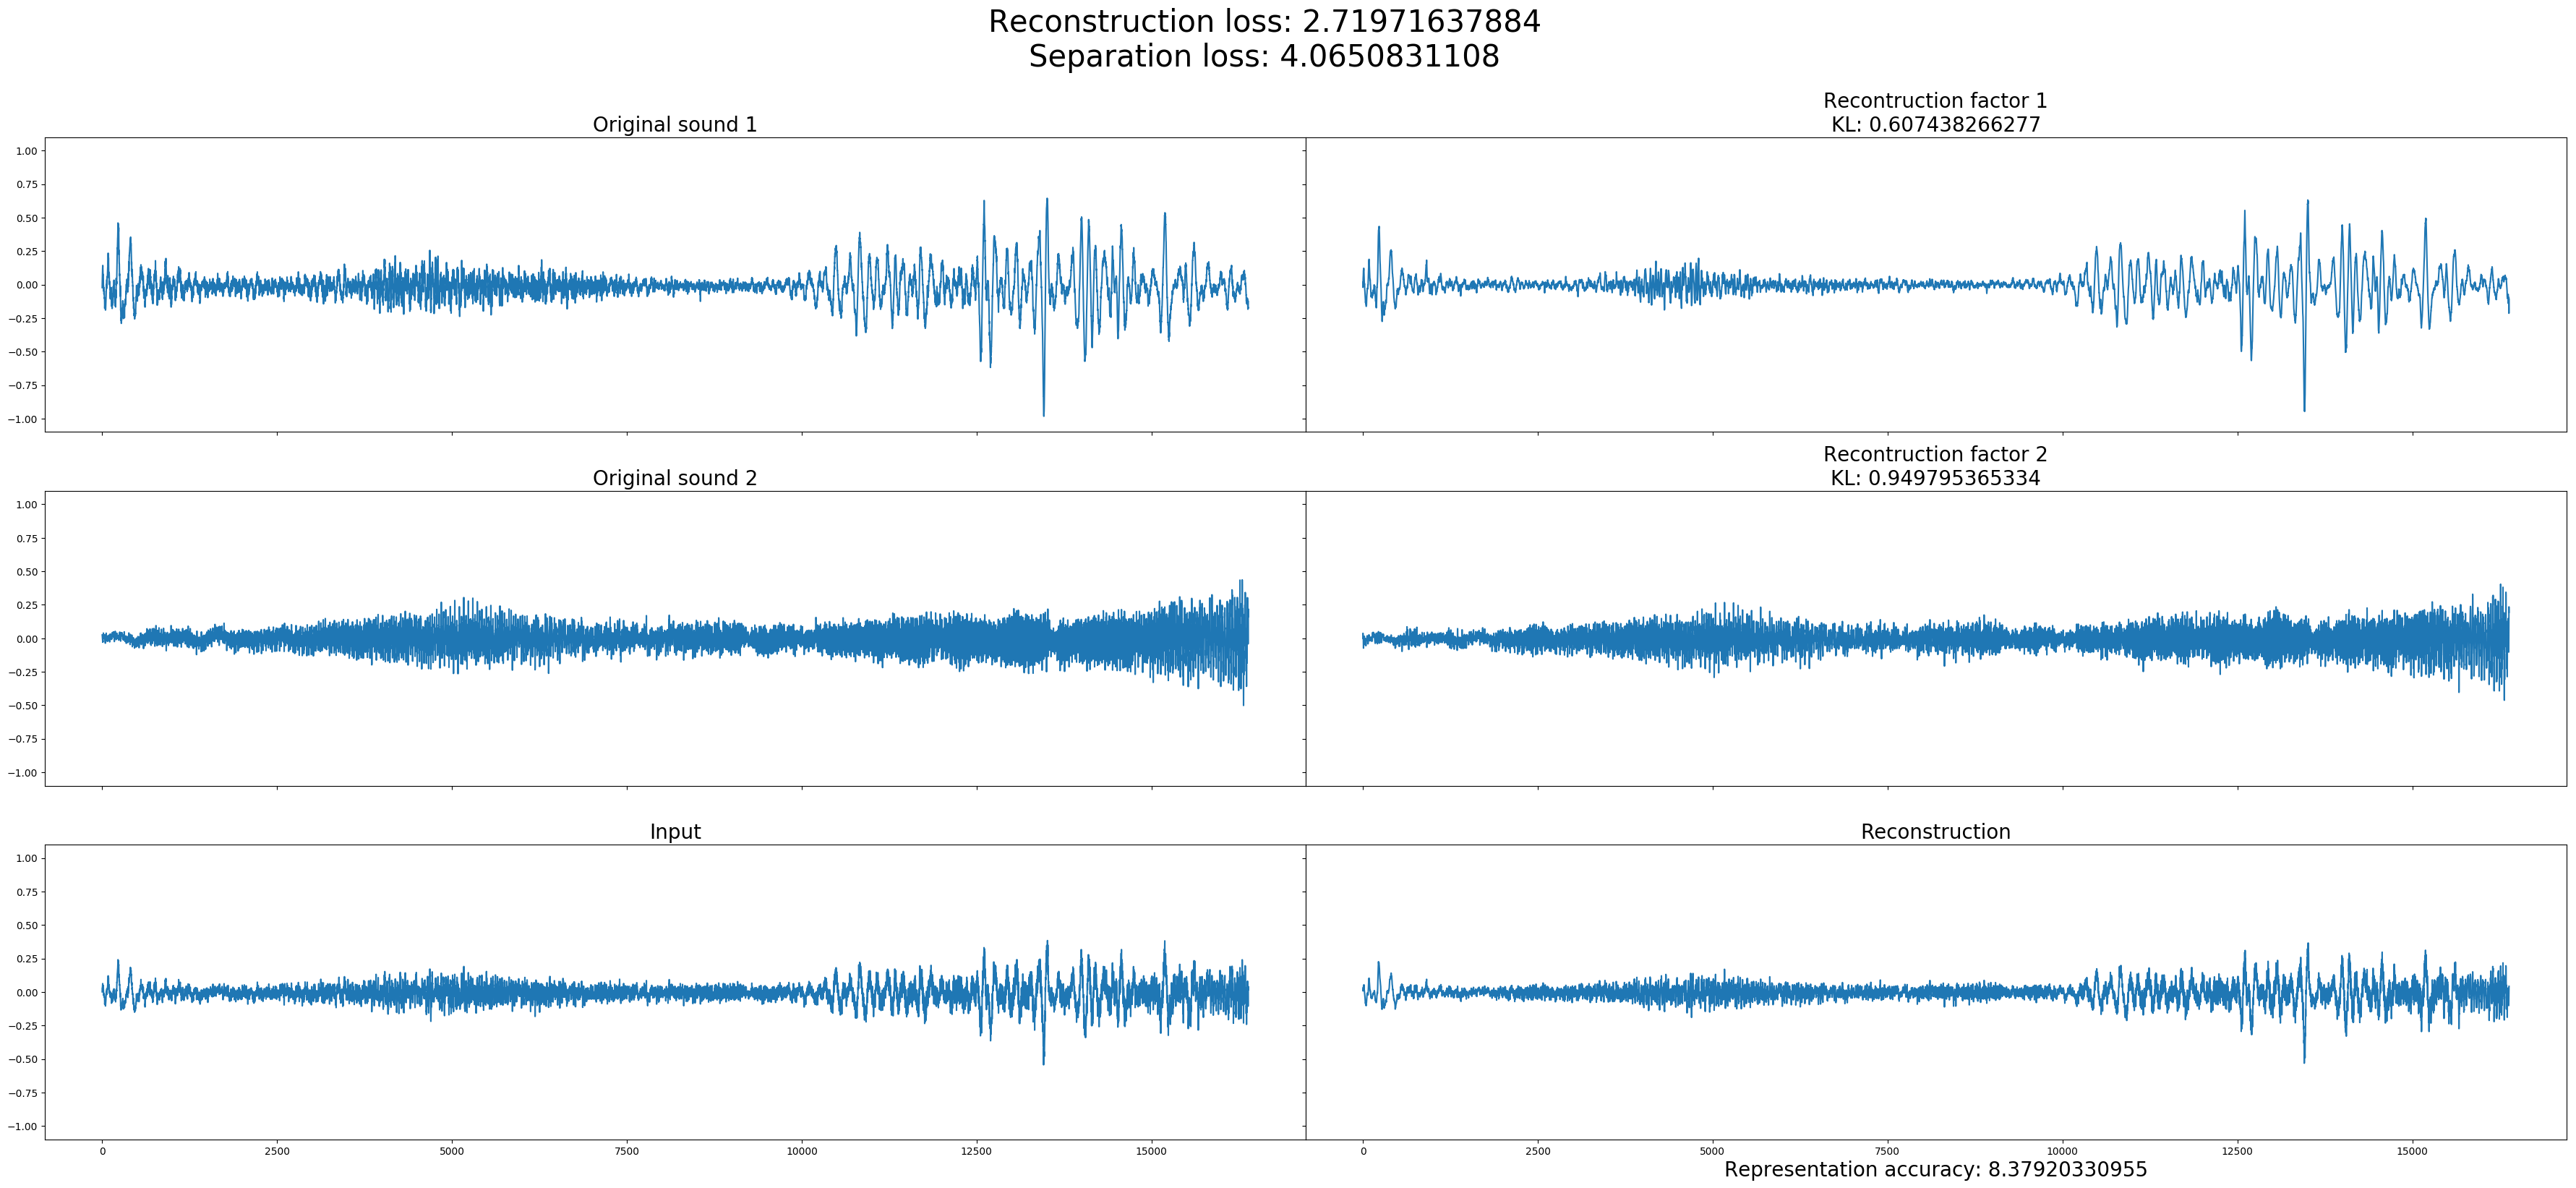 Reconstruction loss: 2.71971637884
Separation loss: 4.0650831108
Original sound 1
Recontruction factor 1
KL: 0.607438266277
1.00
0.75
0.50
0.25
0.00
−0.25
−0.50
−0.75
−1.00
Original sound 2
Recontruction factor 2
KL: 0.949795365334
1.00
0.75
0.50
0.25
0.00
−0.25
−0.50
−0.75
−1.00
Input
Reconstruction
1.00
0.75
0.50
0.25
0.00
−0.25
−0.50
−0.75
−1.00
0 2500 5000 7500 10000 12500 15000
0 2500 5000 7500 10000 12500 15000
Representation accuracy: 8.37920330955